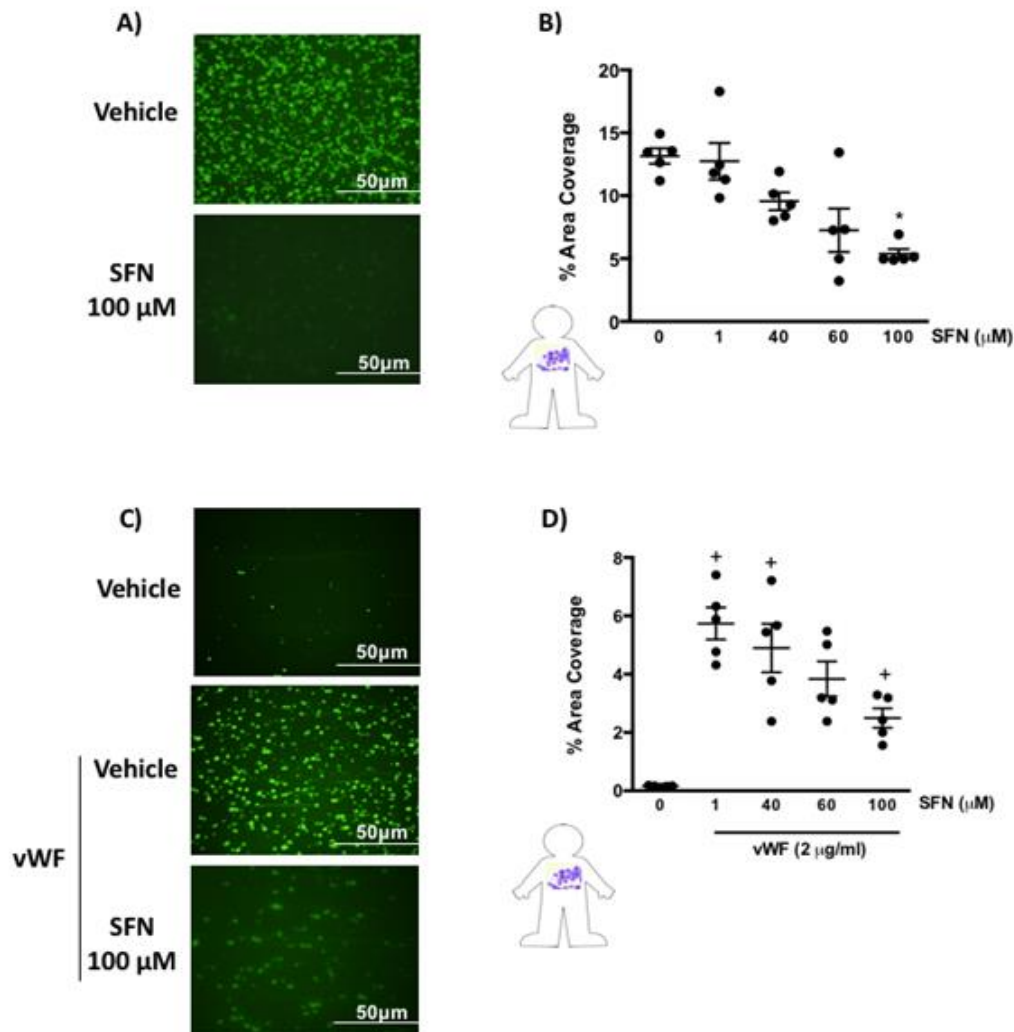 A)
Vehicle
50µm
SFN
100 µM
50µm
B)
% Area Coverage
20
15
10
5
0
*
0 1 40 60 100 SFN (µM)
C)
Vehicle
50µm
vWF
Vehicle
50µm
SFN
100 µM
50µm
D)
% Area Coverage
8
6
4
2
0
+ + +
0 1 40 60 100 SFN (µM)
vWF (2 µg/ml)